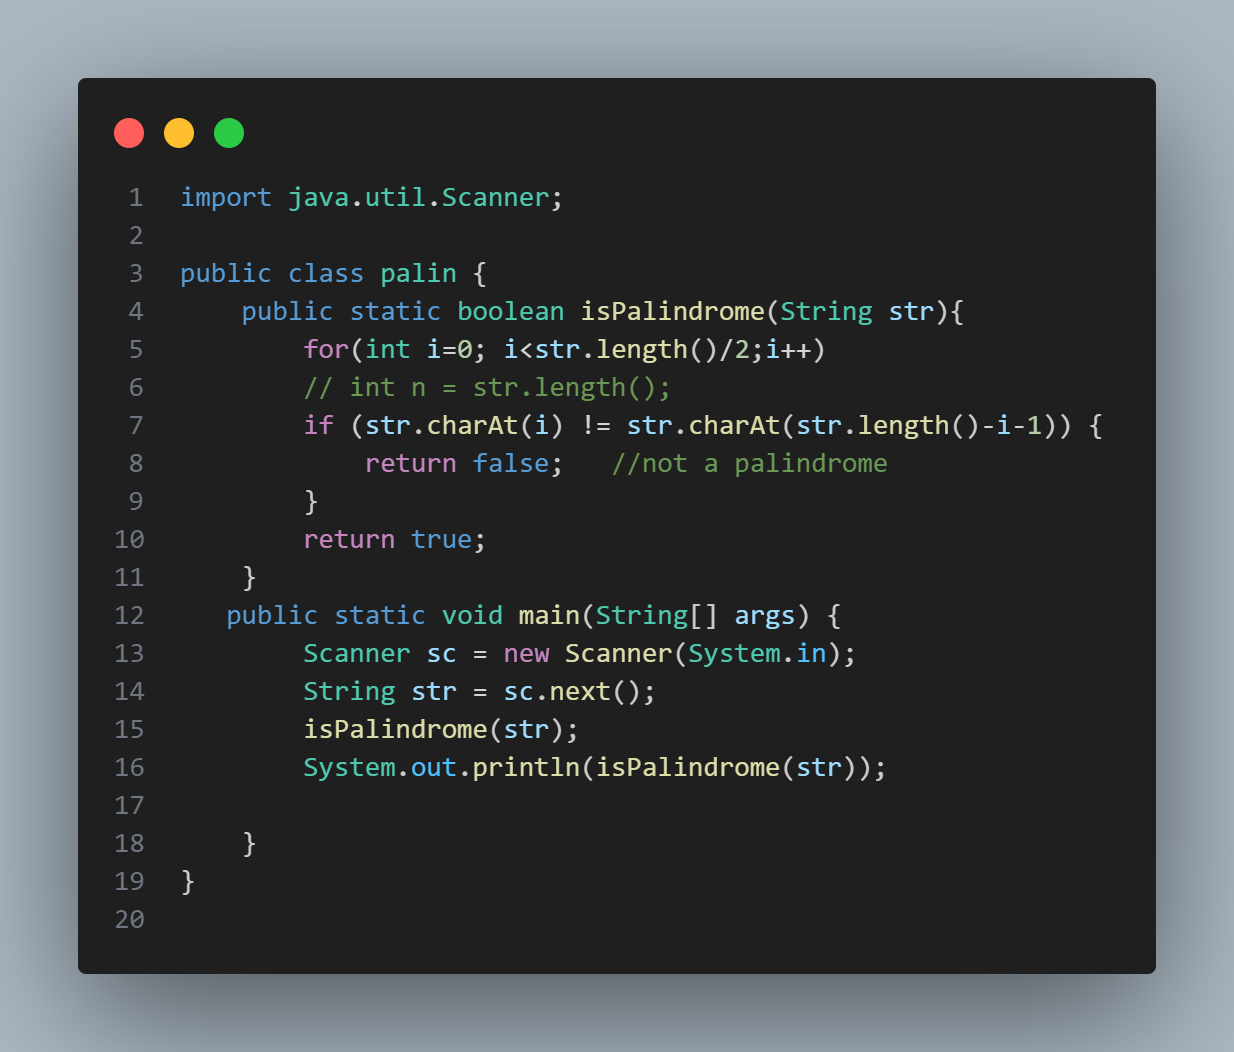 1 import java.util.Scanner;
2
3 public class palin {
4     public static boolean isPalindrome(String str){
5         for(int i=0; i<str.length()/2;i++)
6         // int n = str.length();
7         if (str.charAt(i) != str.charAt(str.length()-i-1)) {
8             return false;   //not a palindrome
9         }
10         return true;
11     }
12    public static void main(String[] args) {
13         Scanner sc = new Scanner(System.in);
14         String str = sc.next();
15         isPalindrome(str);
16         System.out.println(isPalindrome(str));
17
18     }
19 }
20